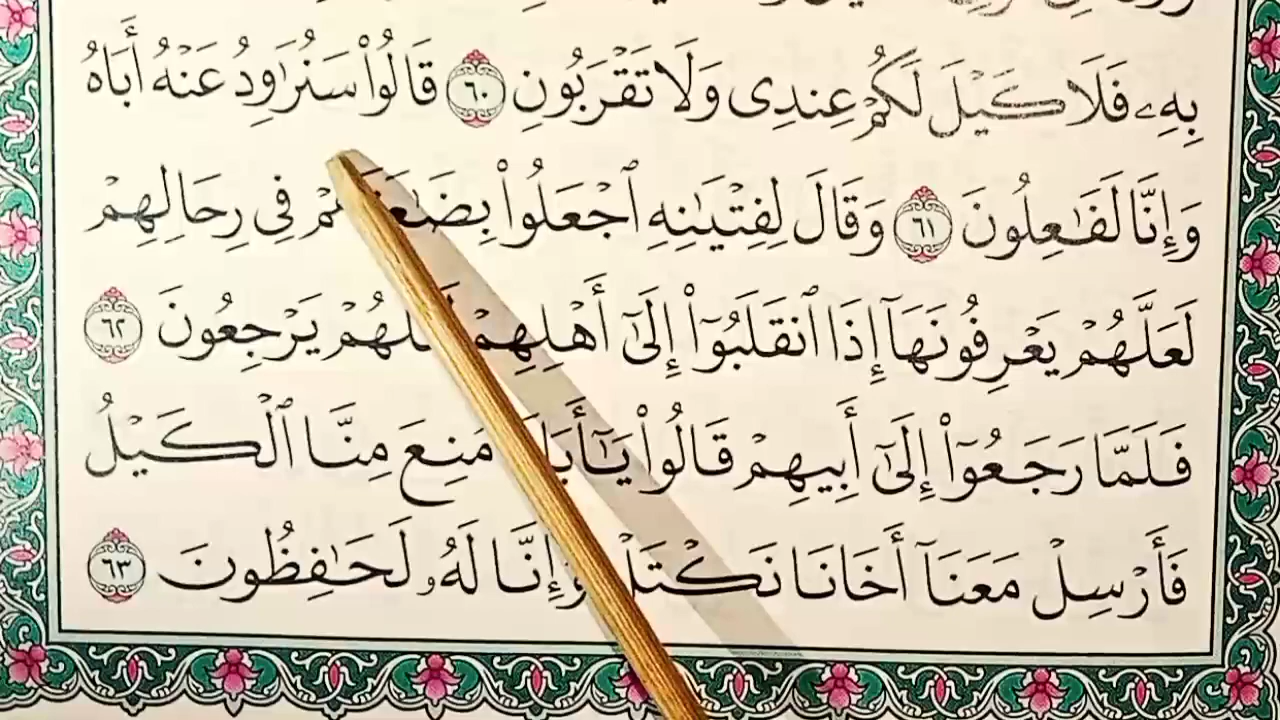 بِهِۦ فَلَا كَيْلَ لَكُمْ عِندِى وَلَا تَقْرَبُونِ ٦٠ قَالُوا۟ سَنُرَٰوِدُ عَنْهُ أَبَاهُ
وَإِنَّا لَفَٰعِلُونَ ٦١ وَقَالَ لِفِتْيَٰنِهِ ٱجْعَلُوا۟ بِضَٰعَتَهُمْ فِى رِحَالِهِمْ
لَعَلَّهُمْ يَعْرِفُونَهَآ إِذَا ٱنقَلَبُوٓا۟ إِلَىٰٓ أَهْلِهِمْ لَعَلَّهُمْ يَرْجِعُونَ ٦٢
فَلَمَّا رَجَعُوٓا۟ إِلَىٰٓ أَبِيهِمْ قَالُوا۟ يَٰٓأَبَانَا مُنِعَ مِنَّا ٱلْكَيْلُ
فَأَرْسِلْ مَعَنَآ أَخَانَا نَكْتَلْ وَإِنَّا لَهُۥ لَحَٰفِظُونَ ٦٣